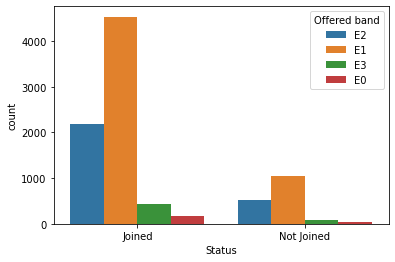 Offered band
E2
E1
E3
E0
4000
3000
2000
1000
0
count
Joined
Not Joined
Status